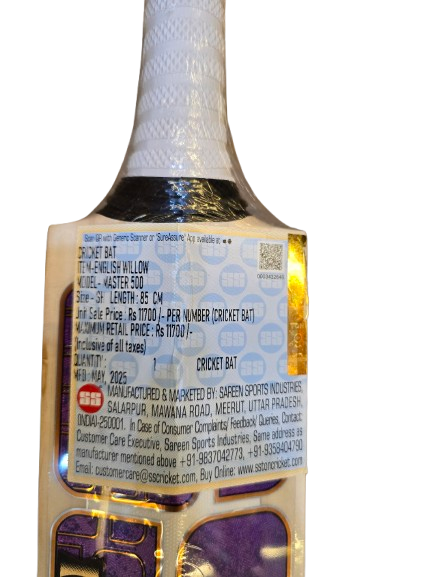 Scan QR with Generic Scanner or "SureAssure" App available at
CRICKET BAT
ITEM-ENGLISH WILLOW
MODEL- MASTER 500
Size - SH LENGTH : 85 CM
Unit Sale Price : Rs 11700 /- PER NUMBER (CRICKET BAT)
MAXIMUM RETAIL PRICE : Rs 11700 /-
(Inclusive of all taxes)
QUANTITY : 1 CRICKET BAT
MFD : MAY, 2025
SS MANUFACTURED & MARKETED BY: SAREEN SPORTS INDUSTRIES
SALARPUR, MAWANA ROAD, MEERUT, UTTAR PRADESH,
(INDIA)-250001. In Case of Consumer Complaints/ Feedback/ Queries, Contact:
Customer Care Executive, Sareen Sports Industries, Same address as
manufacturer mentioned above +91-9837042773, +91-9358404790
Email: customercare@sscricket.com, Buy Online: www.sstoncricket.com